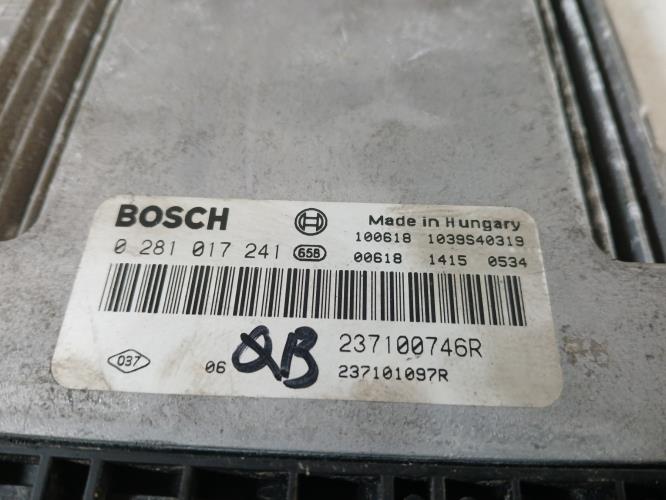 BOSCH Made in Hungary
100618 1039S40319
0 281 017 241 658 00618 1415 0534
QB 237100746R
037 06 237101097R